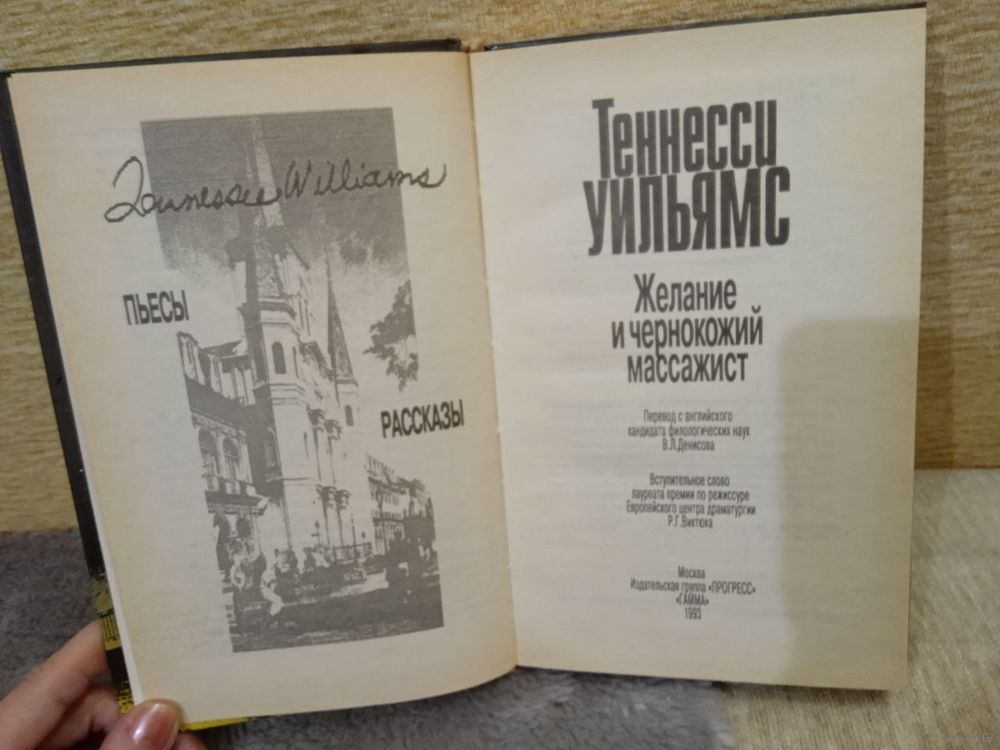 Tennessee Williams
ПЬЕСЫ
РАССКАЗЫ
Теннесси
УИЛЬЯМС
Желание
и чернокожий
массажист
Перевод с английского
кандидата филологических наук
В.Л.Денисова
Вступительное слово
лауреата премии по режиссуре
Европейского центра драматургии
Р.Г.Виктюка
Москва
Издательская группа «ПРОГРЕСС»
«ГАММА»
1993